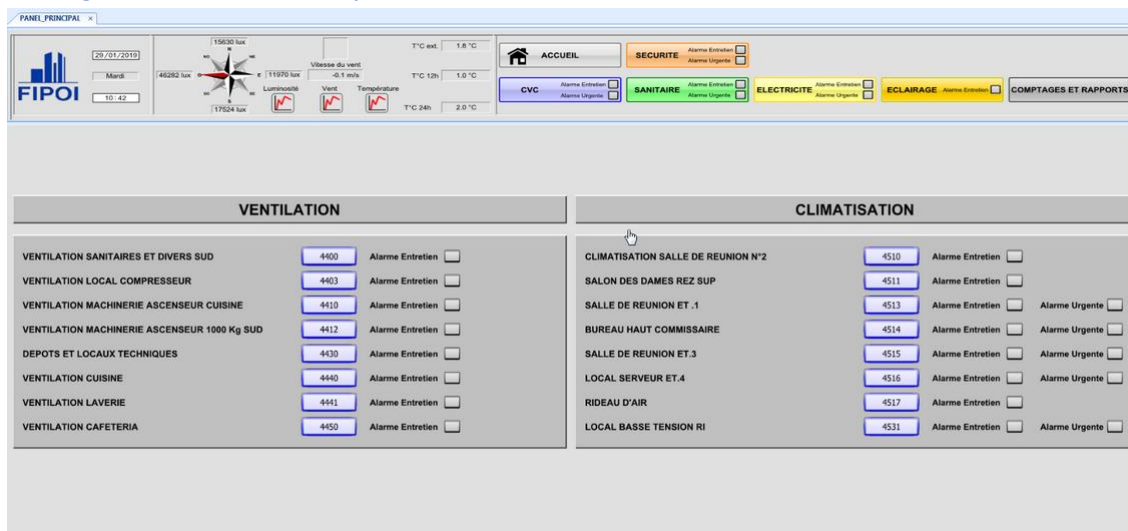 PANEL_PRINCIPAL ×
FIPOI
29/01/2019
Mardi
10:42
15630 lux
46282 lux
11970 lux
17524 lux
N
E
S
O
Luminosité
Vitesse du vent
-0.1 m/s
Vent
Température
T°C ext. 1.8 °C
T°C 12h 1.0 °C
T°C 24h 2.0 °C
ACCUEIL
SECURITE Alarme Entretien
Alarme Urgente
CVC Alarme Entretien
Alarme Urgente
SANITAIRE Alarme Entretien
Alarme Urgente
ELECTRICITE Alarme Entretien
Alarme Urgente
ECLAIRAGE Alarme Entretien
COMPTAGES ET RAPPORTS
VENTILATION
VENTILATION SANITAIRES ET DIVERS SUD 4400 Alarme Entretien
VENTILATION LOCAL COMPRESSEUR 4403 Alarme Entretien
VENTILATION MACHINERIE ASCENSEUR CUISINE 4410 Alarme Entretien
VENTILATION MACHINERIE ASCENSEUR 1000 Kg SUD 4412 Alarme Entretien
DEPOTS ET LOCAUX TECHNIQUES 4430 Alarme Entretien
VENTILATION CUISINE 4440 Alarme Entretien
VENTILATION LAVERIE 4441 Alarme Entretien
VENTILATION CAFETERIA 4450 Alarme Entretien
CLIMATISATION
CLIMATISATION SALLE DE REUNION N°2 4510 Alarme Entretien
SALON DES DAMES REZ SUP 4511 Alarme Entretien
SALLE DE REUNION ET .1 4513 Alarme Entretien Alarme Urgente
BUREAU HAUT COMMISSAIRE 4514 Alarme Entretien Alarme Urgente
SALLE DE REUNION ET.3 4515 Alarme Entretien Alarme Urgente
LOCAL SERVEUR ET.4 4516 Alarme Entretien Alarme Urgente
RIDEAU D'AIR 4517 Alarme Entretien
LOCAL BASSE TENSION RI 4531 Alarme Entretien Alarme Urgente